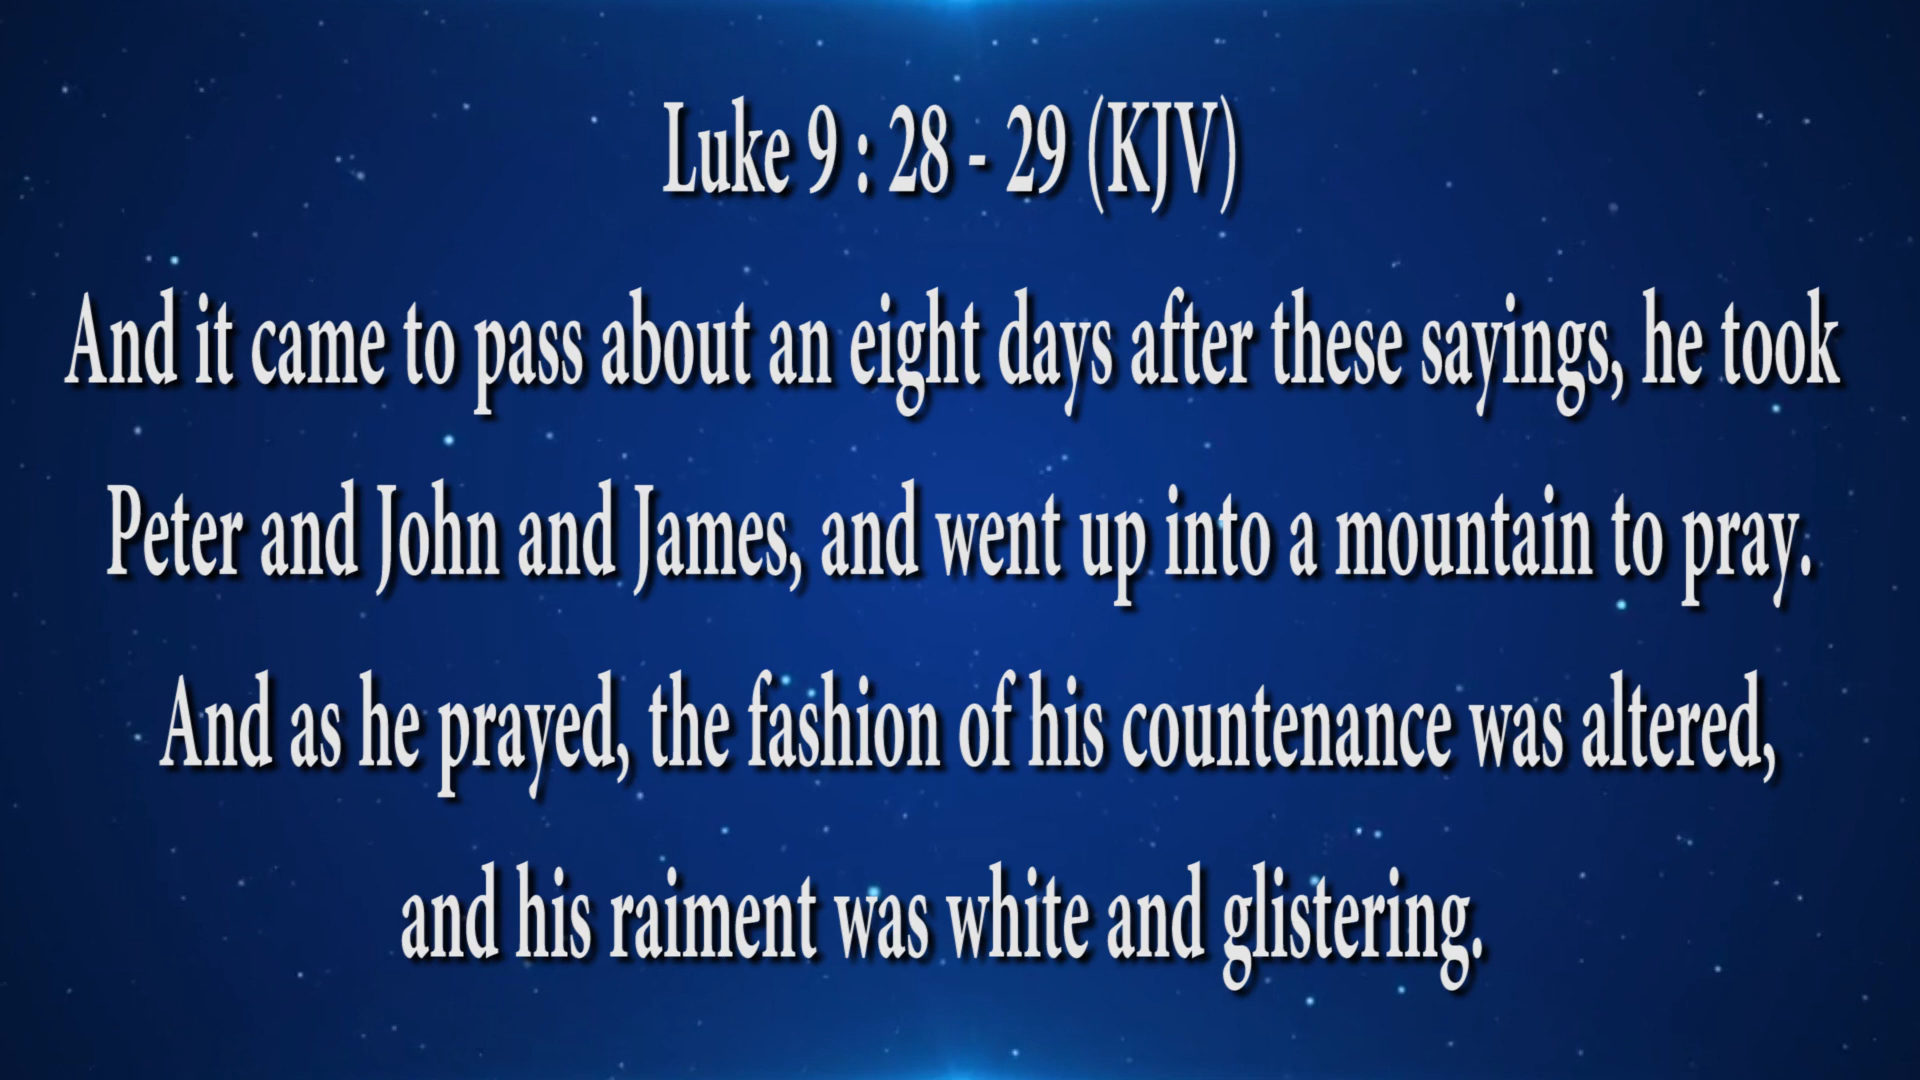 Luke 9 : 28 - 29 (KJV)
And it came to pass about an eight days after these sayings, he took
Peter and John and James, and went up into a mountain to pray.
And as he prayed, the fashion of his countenance was altered,
and his raiment was white and glistering.